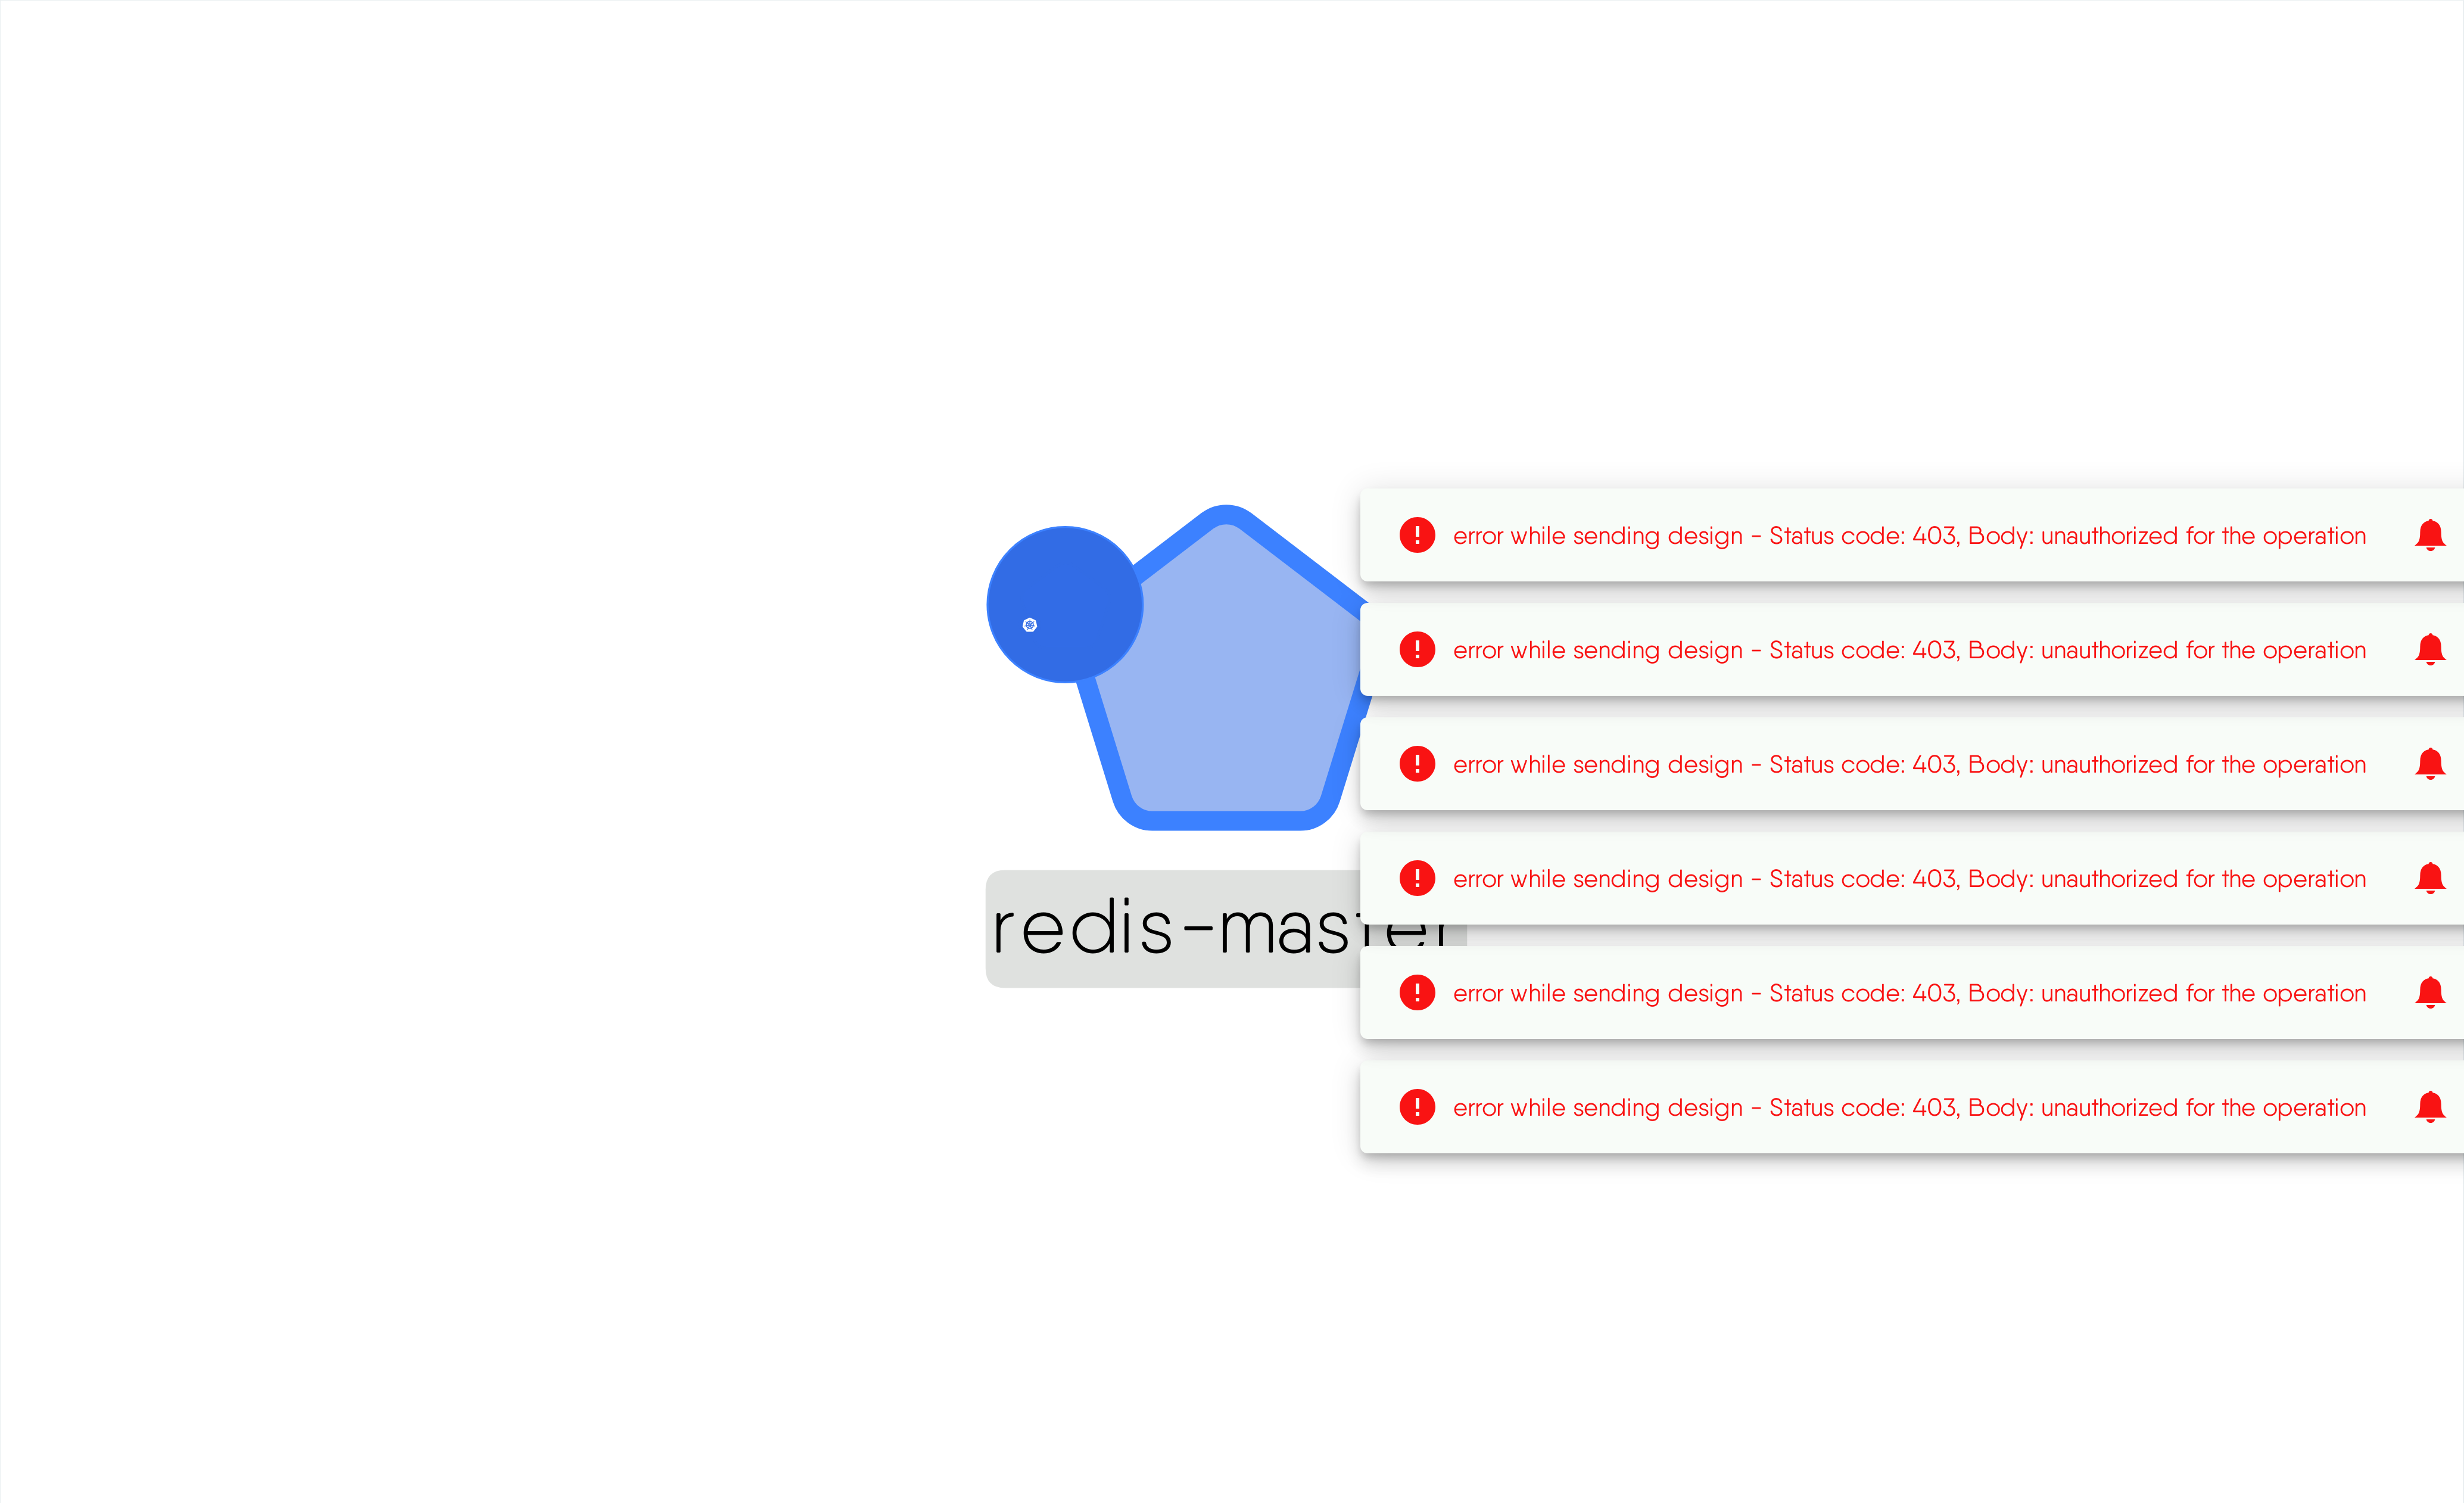 error while sending design - Status code: 403, Body: unauthorized for the operation
error while sending design - Status code: 403, Body: unauthorized for the operation
error while sending design - Status code: 403, Body: unauthorized for the operation
error while sending design - Status code: 403, Body: unauthorized for the operation
redis-master
error while sending design - Status code: 403, Body: unauthorized for the operation
error while sending design - Status code: 403, Body: unauthorized for the operation